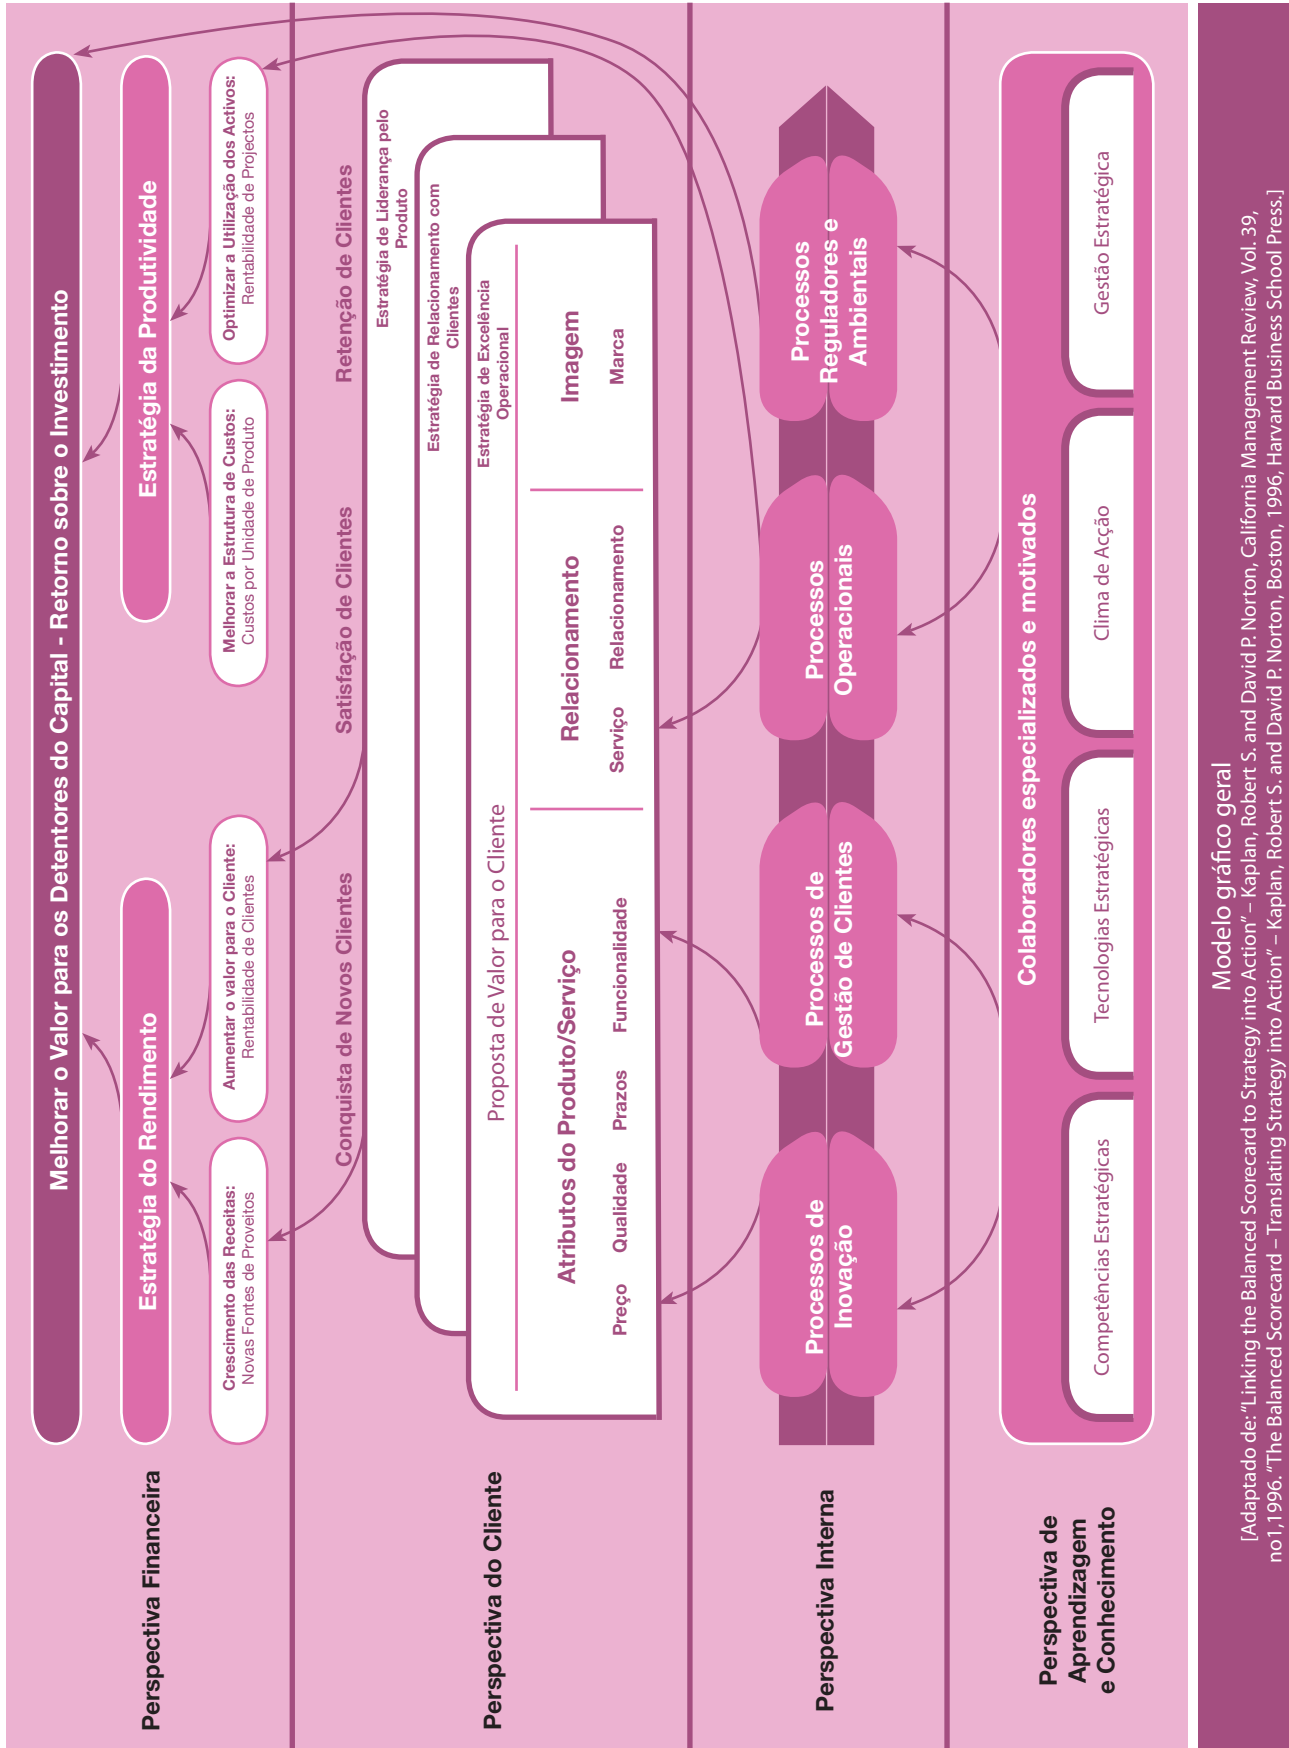 Perspectiva Financeira
Melhorar o Valor para os Detentores do Capital - Retorno sobre o Investimento
Estratégia do Rendimento
Estratégia da Produtividade
Crescimento das Receitas:
Novas Fontes de Proveitos
Aumentar o valor para o Cliente:
Rentabilidade de Clientes
Melhorar a Estrutura de Custos:
Custos por Unidade de Produto
Optimizar a Utilização dos Activos:
Rentabilidade de Projectos
Perspectiva do Cliente
Conquista de Novos Clientes
Satisfação de Clientes
Retenção de Clientes
Estratégia de Liderança pelo
Produto
Estratégia de Relacionamento com
Clientes
Estratégia de Excelência
Operacional
Proposta de Valor para o Cliente
Atributos do Produto/Serviço
Relacionamento
Imagem
Preço
Qualidade
Prazos
Funcionalidade
Serviço
Relacionamento
Marca
Perspectiva Interna
Processos de
Inovação
Processos de
Gestão de Clientes
Processos
Operacionais
Processos
Reguladores e
Ambientais
Perspectiva de
Aprendizagem
e Conhecimento
Colaboradores especializados e motivados
Competências Estratégicas
Tecnologias Estratégicas
Clima de Acção
Gestão Estratégica
Modelo gráfico geral
[Adaptado de: "Linking the Balanced Scorecard to Strategy into Action" – Kaplan, Robert S. and David P. Norton, California Management Review, Vol. 39,
no1,1996. "The Balanced Scorecard – Translating Strategy into Action" – Kaplan, Robert S. and David P. Norton, Boston, 1996, Harvard Business School Press.]